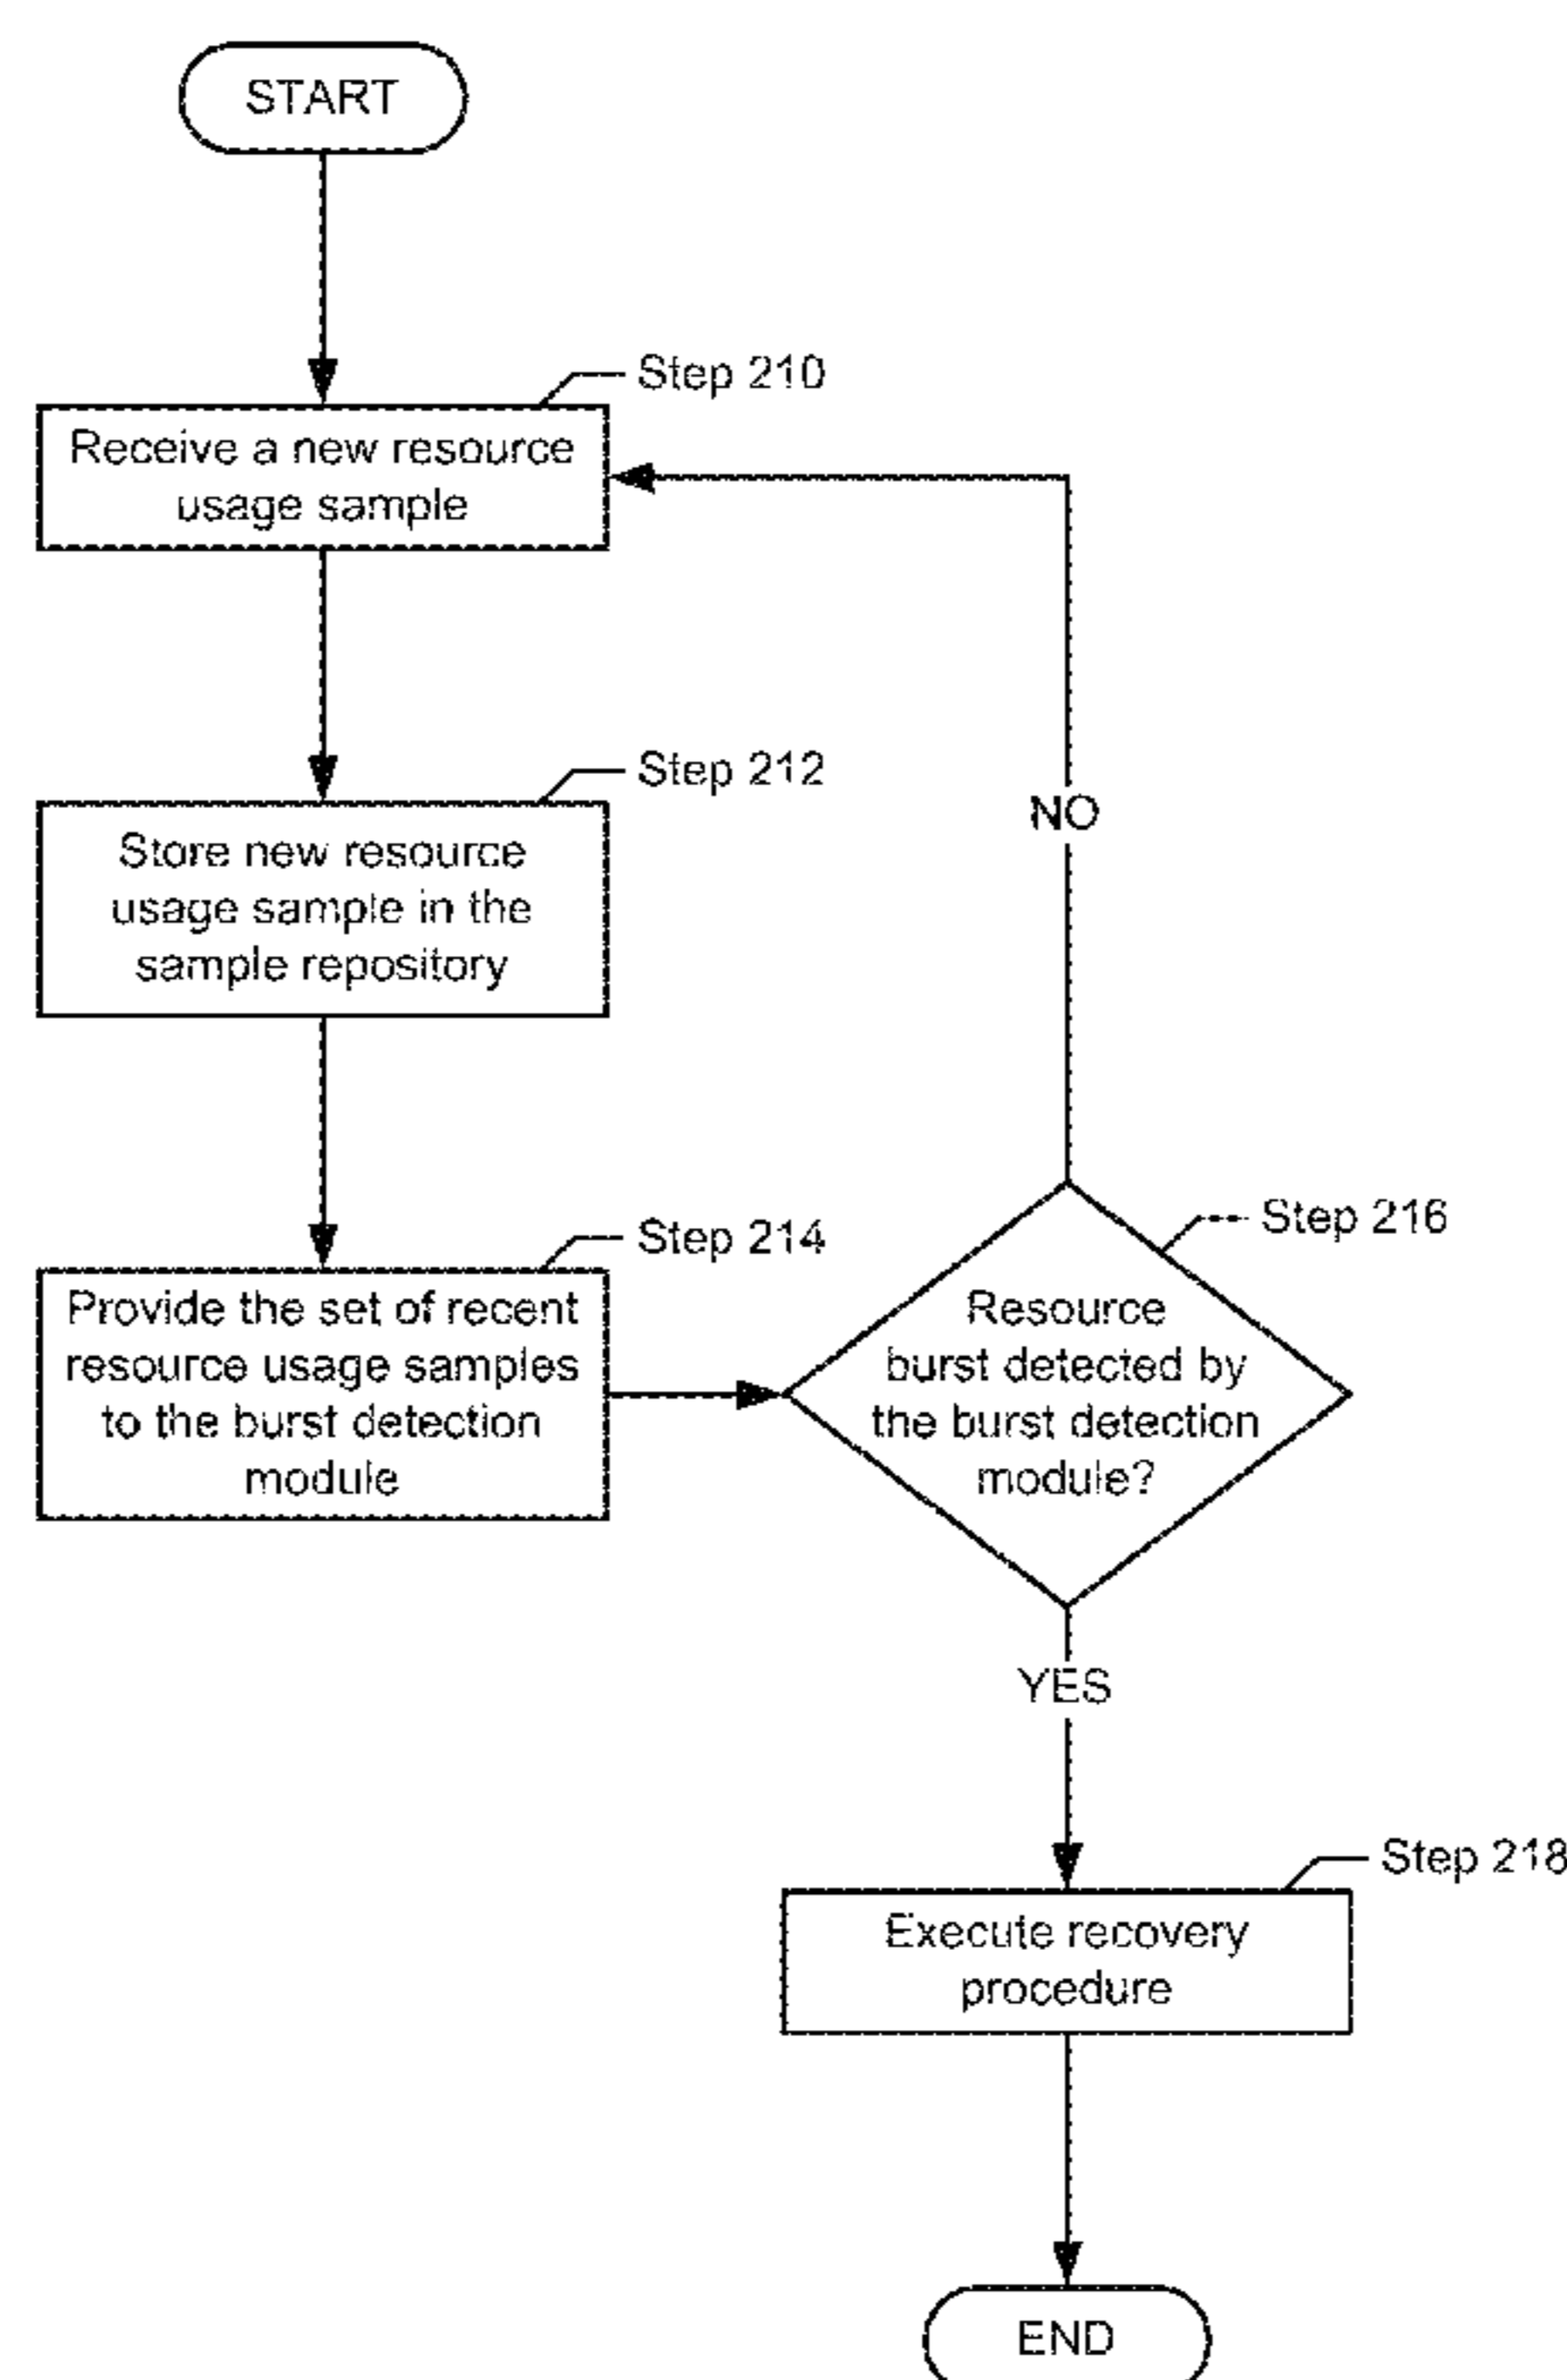 START
Step 210
Receive a new resource
usage sample
Step 212
Store new resource
usage sample in the
sample repository
NO
Step 214
Provide the set of recent
resource usage samples
to the burst detection
module
Step 216
Resource
burst detected by
the burst detection
module?
YES
Step 218
Execute recovery
procedure
END